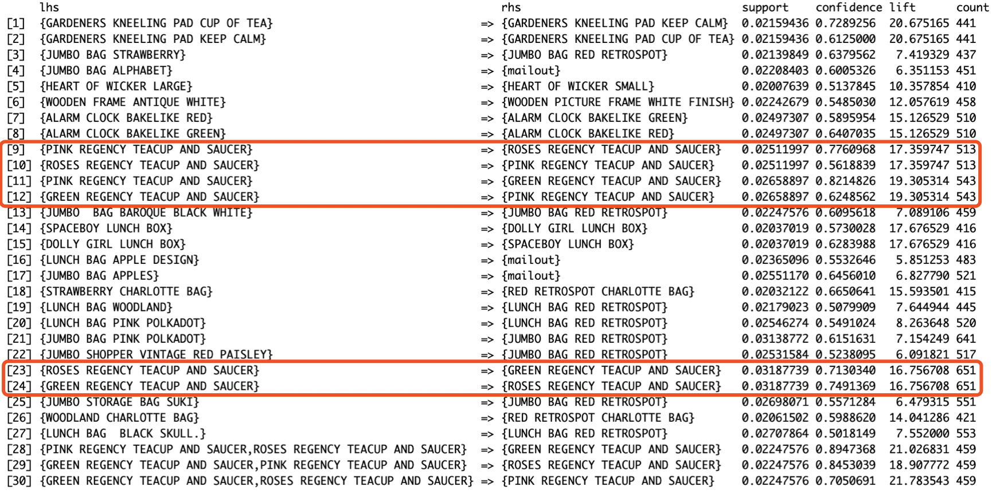 lhs rhs support confidence lift count
[1] {GARDENERS KNEELING PAD CUP OF TEA} => {GARDENERS KNEELING PAD KEEP CALM} 0.02159436 0.7289256 20.675165 441
[2] {GARDENERS KNEELING PAD KEEP CALM} => {GARDENERS KNEELING PAD CUP OF TEA} 0.02159436 0.6125000 20.675165 441
[3] {JUMBO BAG STRAWBERRY} => {JUMBO BAG RED RETROSPOT} 0.02139849 0.6379562 7.419329 437
[4] {JUMBO BAG ALPHABET} => {mailout} 0.02208403 0.6005326 6.351153 451
[5] {HEART OF WICKER LARGE} => {HEART OF WICKER SMALL} 0.02007639 0.5137845 10.357854 410
[6] {WOODEN FRAME ANTIQUE WHITE} => {WOODEN PICTURE FRAME WHITE FINISH} 0.02242679 0.5485030 12.057619 458
[7] {ALARM CLOCK BAKELIKE RED} => {ALARM CLOCK BAKELIKE GREEN} 0.02497307 0.5895954 15.126529 510
[8] {ALARM CLOCK BAKELIKE GREEN} => {ALARM CLOCK BAKELIKE RED} 0.02497307 0.6407035 15.126529 510
[9] {PINK REGENCY TEACUP AND SAUCER} => {ROSES REGENCY TEACUP AND SAUCER} 0.02511997 0.7760968 17.359747 513
[10] {ROSES REGENCY TEACUP AND SAUCER} => {PINK REGENCY TEACUP AND SAUCER} 0.02511997 0.5618839 17.359747 513
[11] {PINK REGENCY TEACUP AND SAUCER} => {GREEN REGENCY TEACUP AND SAUCER} 0.02658897 0.8214826 19.305314 543
[12] {GREEN REGENCY TEACUP AND SAUCER} => {PINK REGENCY TEACUP AND SAUCER} 0.02658897 0.6248562 19.305314 543
[13] {JUMBO  BAG BAROQUE BLACK WHITE} => {JUMBO BAG RED RETROSPOT} 0.02247576 0.6095618 7.089106 459
[14] {SPACEBOY LUNCH BOX} => {DOLLY GIRL LUNCH BOX} 0.02037019 0.5730028 17.676529 416
[15] {DOLLY GIRL LUNCH BOX} => {SPACEBOY LUNCH BOX} 0.02037019 0.6283988 17.676529 416
[16] {LUNCH BAG APPLE DESIGN} => {mailout} 0.02365096 0.5532646 5.851253 483
[17] {JUMBO BAG APPLES} => {mailout} 0.02551170 0.6456010 6.827790 521
[18] {STRAWBERRY CHARLOTTE BAG} => {RED RETROSPOT CHARLOTTE BAG} 0.02032122 0.6650641 15.593501 415
[19] {LUNCH BAG WOODLAND} => {LUNCH BAG RED RETROSPOT} 0.02179023 0.5079909 7.644944 445
[20] {LUNCH BAG PINK POLKADOT} => {LUNCH BAG RED RETROSPOT} 0.02546274 0.5491024 8.263648 520
[21] {JUMBO BAG PINK POLKADOT} => {JUMBO BAG RED RETROSPOT} 0.03138772 0.6151631 7.154249 641
[22] {JUMBO SHOPPER VINTAGE RED PAISLEY} => {JUMBO BAG RED RETROSPOT} 0.02531584 0.5238095 6.091821 517
[23] {ROSES REGENCY TEACUP AND SAUCER} => {GREEN REGENCY TEACUP AND SAUCER} 0.03187739 0.7130340 16.756708 651
[24] {GREEN REGENCY TEACUP AND SAUCER} => {ROSES REGENCY TEACUP AND SAUCER} 0.03187739 0.7491369 16.756708 651
[25] {JUMBO STORAGE BAG SUKI} => {JUMBO BAG RED RETROSPOT} 0.02698071 0.5571284 6.479315 551
[26] {WOODLAND CHARLOTTE BAG} => {RED RETROSPOT CHARLOTTE BAG} 0.02061502 0.5988620 14.041286 421
[27] {LUNCH BAG  BLACK SKULL.} => {LUNCH BAG RED RETROSPOT} 0.02707864 0.5018149 7.552000 553
[28] {PINK REGENCY TEACUP AND SAUCER,ROSES REGENCY TEACUP AND SAUCER} => {GREEN REGENCY TEACUP AND SAUCER} 0.02247576 0.8947368 21.026831 459
[29] {GREEN REGENCY TEACUP AND SAUCER,PINK REGENCY TEACUP AND SAUCER} => {ROSES REGENCY TEACUP AND SAUCER} 0.02247576 0.8453039 18.907772 459
[30] {GREEN REGENCY TEACUP AND SAUCER,ROSES REGENCY TEACUP AND SAUCER} => {PINK REGENCY TEACUP AND SAUCER} 0.02247576 0.7050691 21.783543 459